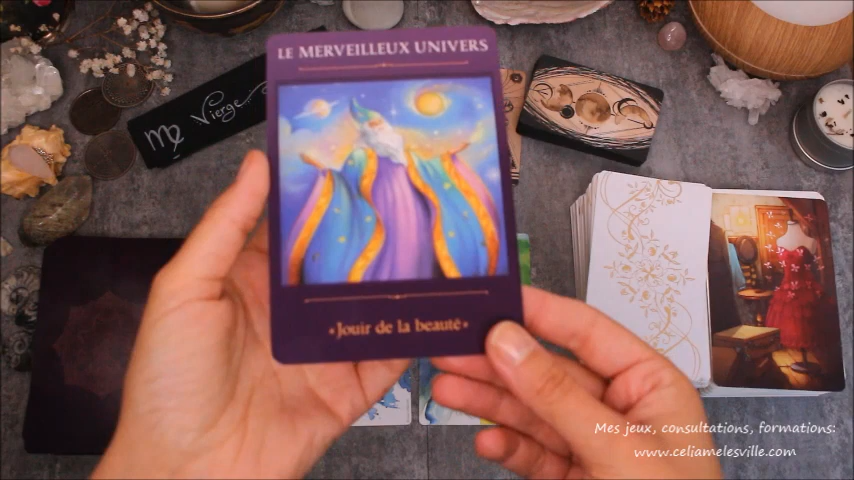 LE MERVEILLEUX UNIVERS
♍ Vierge
«Jouir de la beauté»
Mes jeux, consultations, formations:
www.celiamelesville.com